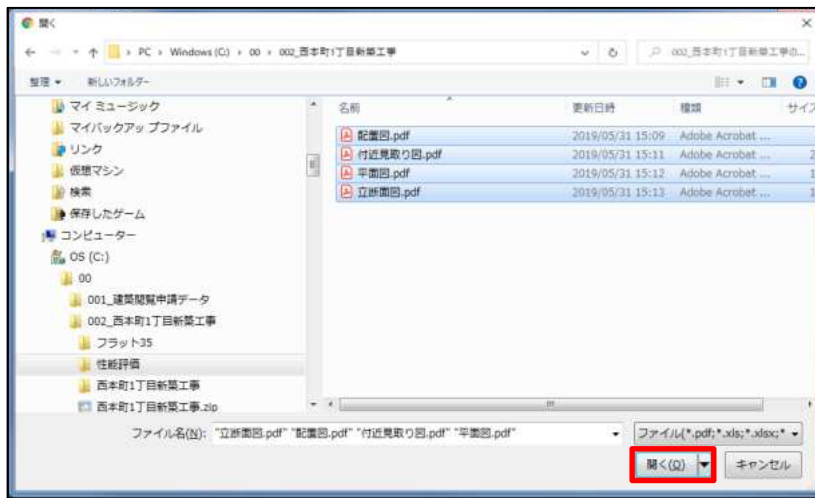 開く
PC › Windows (C:) › 00 › 002_西本町1丁目新築工事
002_西本町1丁目新築工事の...
整理 新しいフォルダー
マイ ミュージック
マイバックアップ ファイル
リンク
仮想マシン
検索
保存したゲーム
コンピューター
OS (C:)
00
001_建築閲覧申請データ
002_西本町1丁目新築工事
フラット35
性能評価
西本町1丁目新築工事
西本町1丁目新築工事.zip
名前 更新日時 種類 サイズ
配置図.pdf 2019/05/31 15:09 Adobe Acrobat ...
付近見取り図.pdf 2019/05/31 15:11 Adobe Acrobat ... 2
平面図.pdf 2019/05/31 15:12 Adobe Acrobat ... 1
立断面図.pdf 2019/05/31 15:13 Adobe Acrobat ... 1
ファイル名(N): "立断面図.pdf" "配置図.pdf" "付近見取り図.pdf" "平面図.pdf"
ファイル(*.pdf;*.xls;*.xlsx;*
開く(O) キャンセル